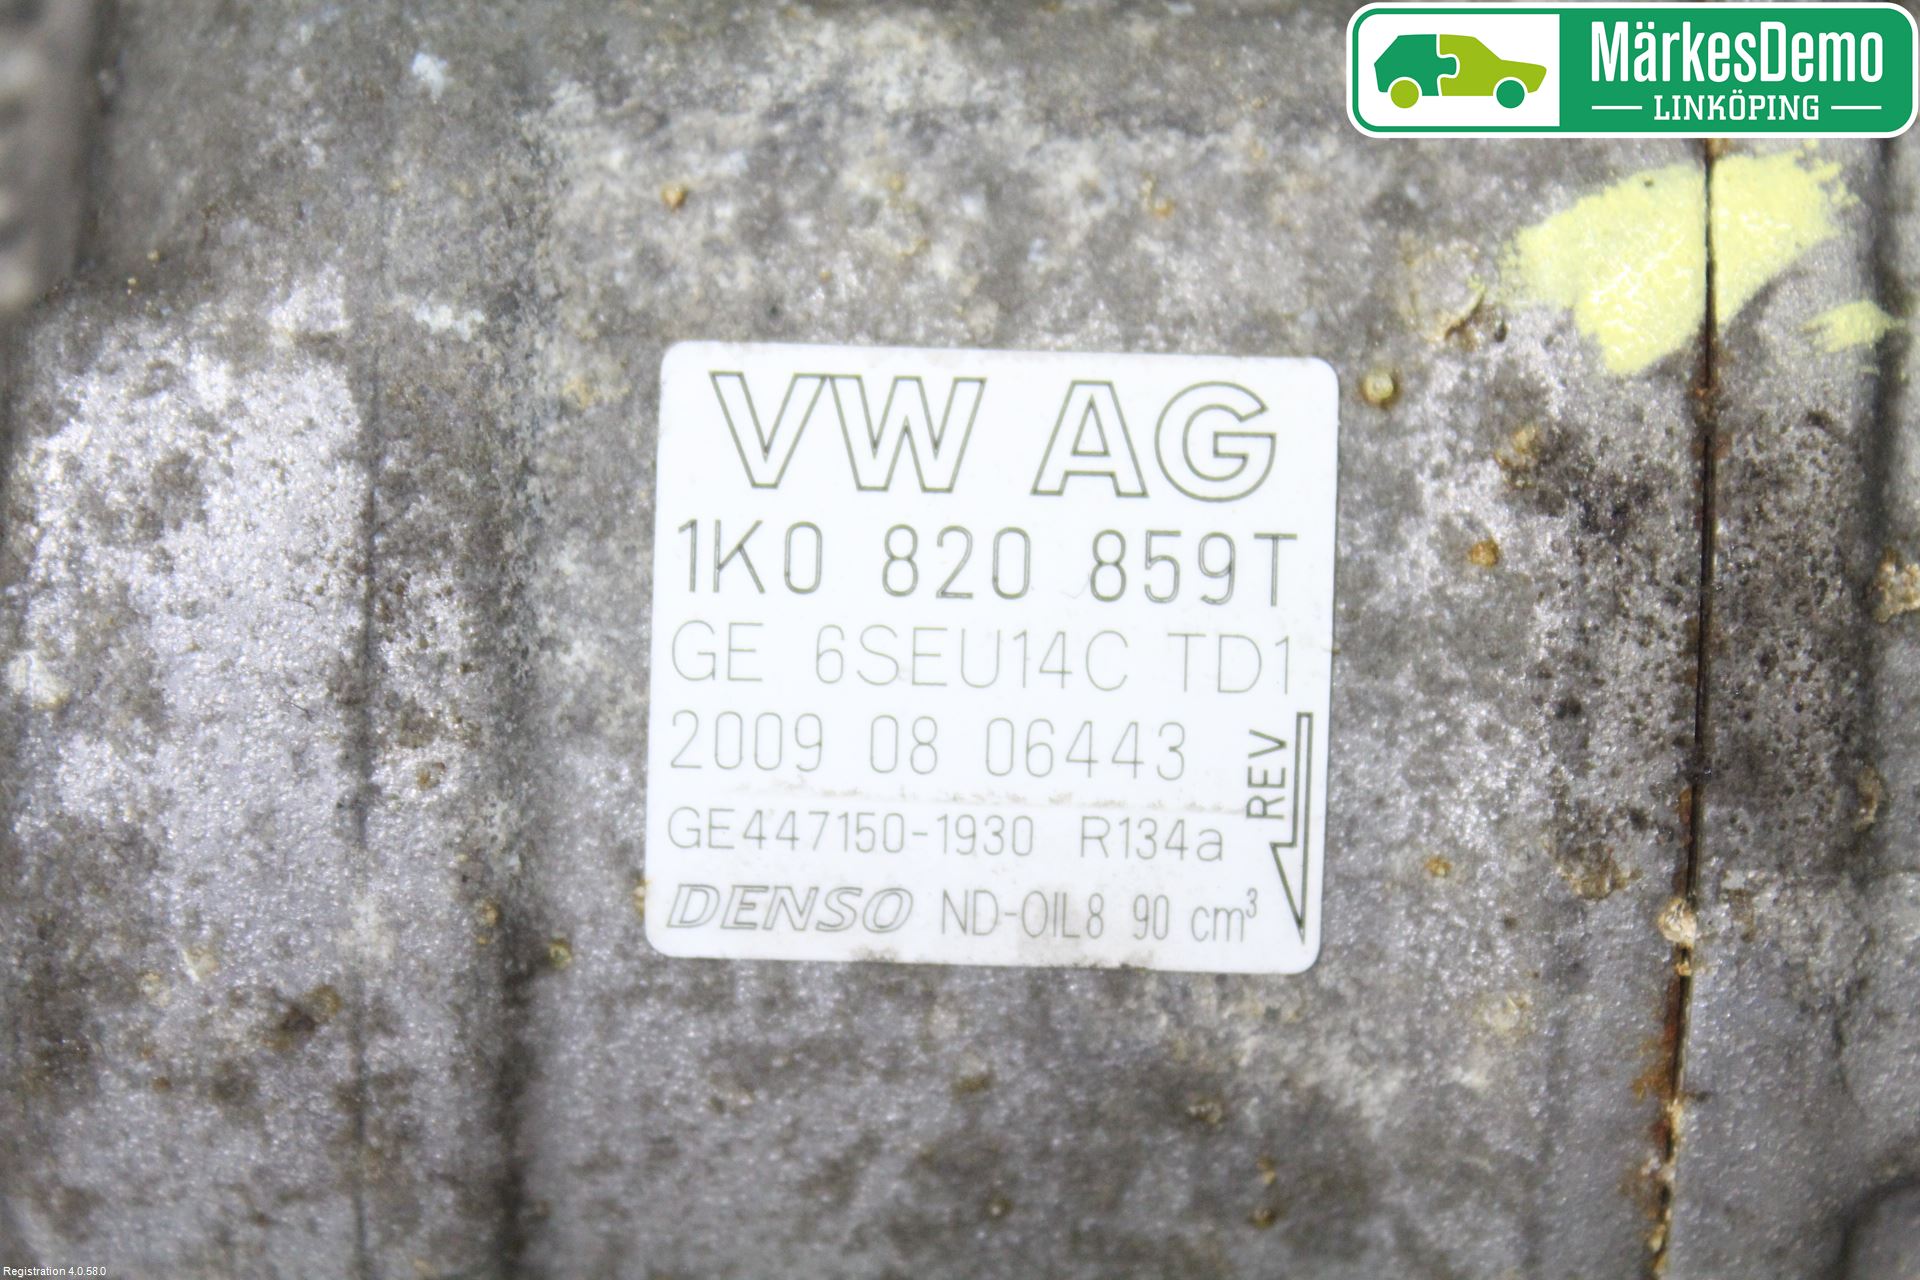 MärkesDemo
LINKÖPING
VW AG
1K0 820 859T
GE 6SEU14C TD1
2009 08 06443
REV
GE447150-1930 R134a
DENSO ND-OIL8 90 cm³
Registration 4.0.58.0